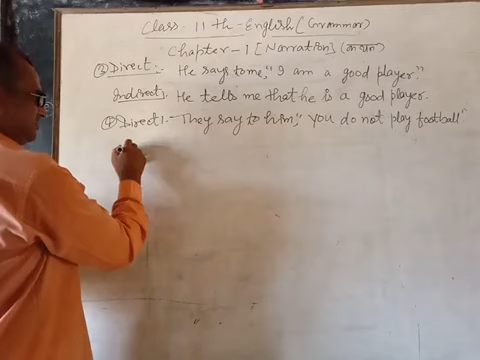 Class 11th-English (Grammar)
Chapter-1 [Narration] (कथन)
③ Direct:- He says to me, "I am a good player."
Indirect:- He tells me that he is a good player.
④ Direct:- They say to him, "You do not play football"